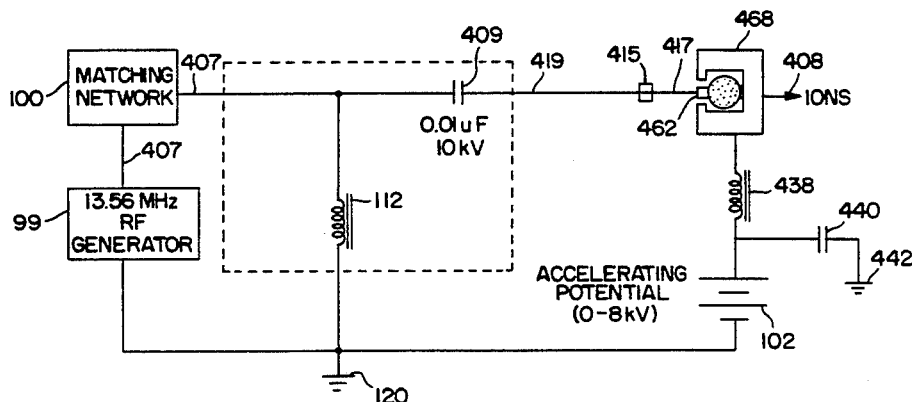 409
468
407
419
415
417
408
100
MATCHING
NETWORK
IONS
462
0.01uF
10kV
407
99
13.56 MHz
RF
GENERATOR
112
438
440
442
ACCELERATING
POTENTIAL
(0-8kV)
102
120